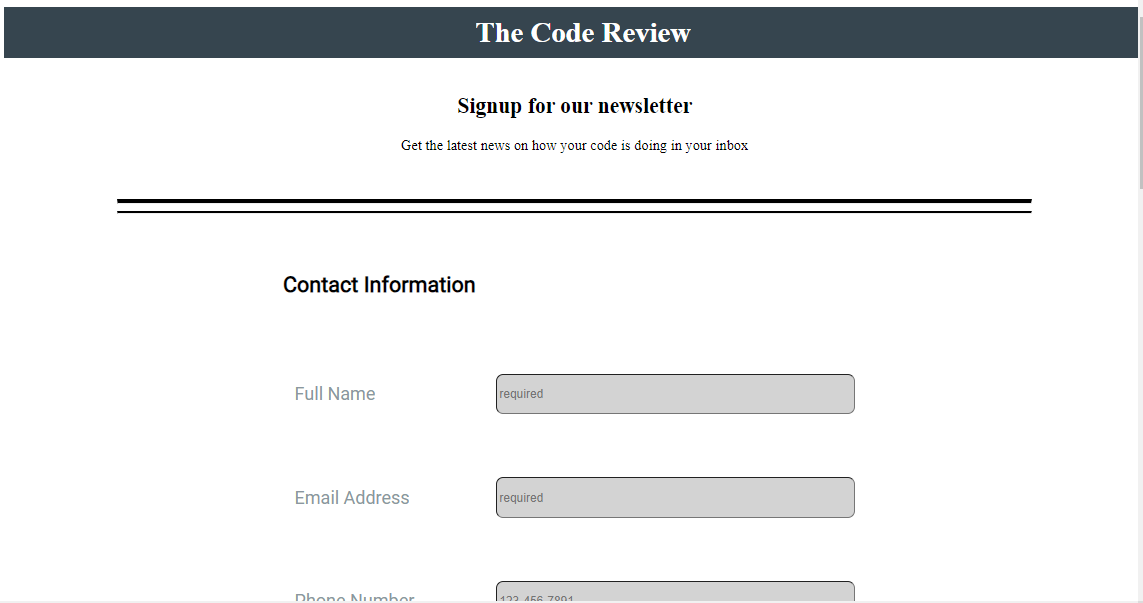 The Code Review
Signup for our newsletter
Get the latest news on how your code is doing in your inbox
Contact Information
Full Name
required
Email Address
required
Phone Number
123-456-7891